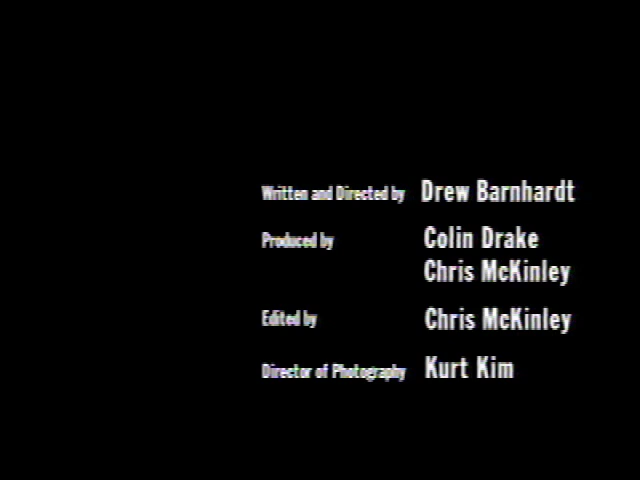 Written and Directed by Drew Barnhardt
Produced by Colin Drake
Chris McKinley
Edited by Chris McKinley
Director of Photography Kurt Kim